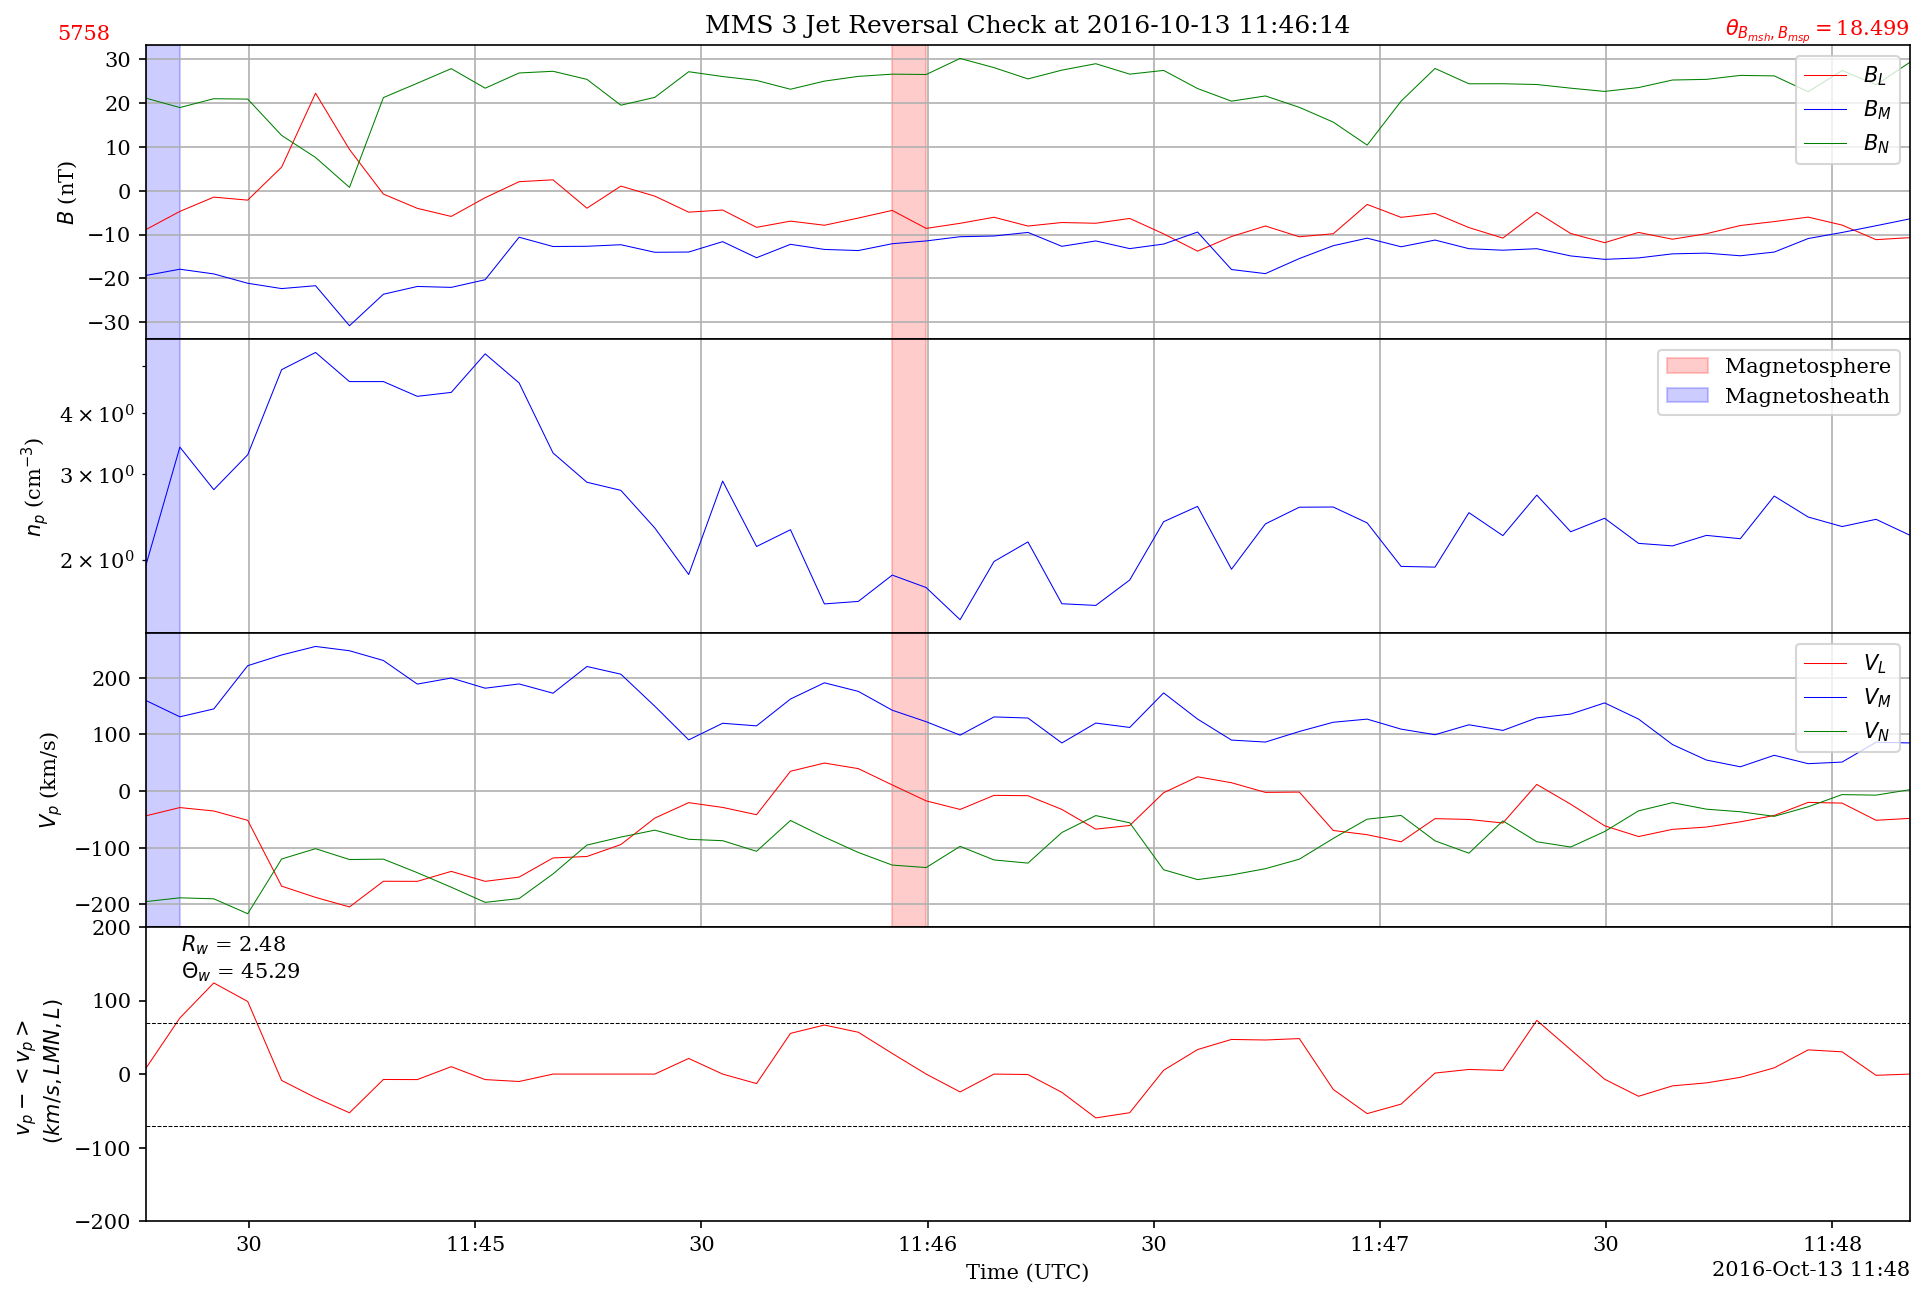 MMS 3 Jet Reversal Check at 2016-10-13 11:46:14
5758
θ_{B_{msh}, B_{msp}} = 18.499
30
20
10
0
−10
−20
−30
B (nT)
B_L
B_M
B_N
4 × 10^0
3 × 10^0
2 × 10^0
n_p (cm^{−3})
Magnetosphere
Magnetosheath
200
100
0
−100
−200
V_p (km/s)
V_L
V_M
V_N
200
100
0
−100
−200
v_p − < v_p >
(km/s, LMN, L)
R_w = 2.48
Θ_w = 45.29
30 11:45 30 11:46 30 11:47 30 11:48
Time (UTC)
2016-Oct-13 11:48